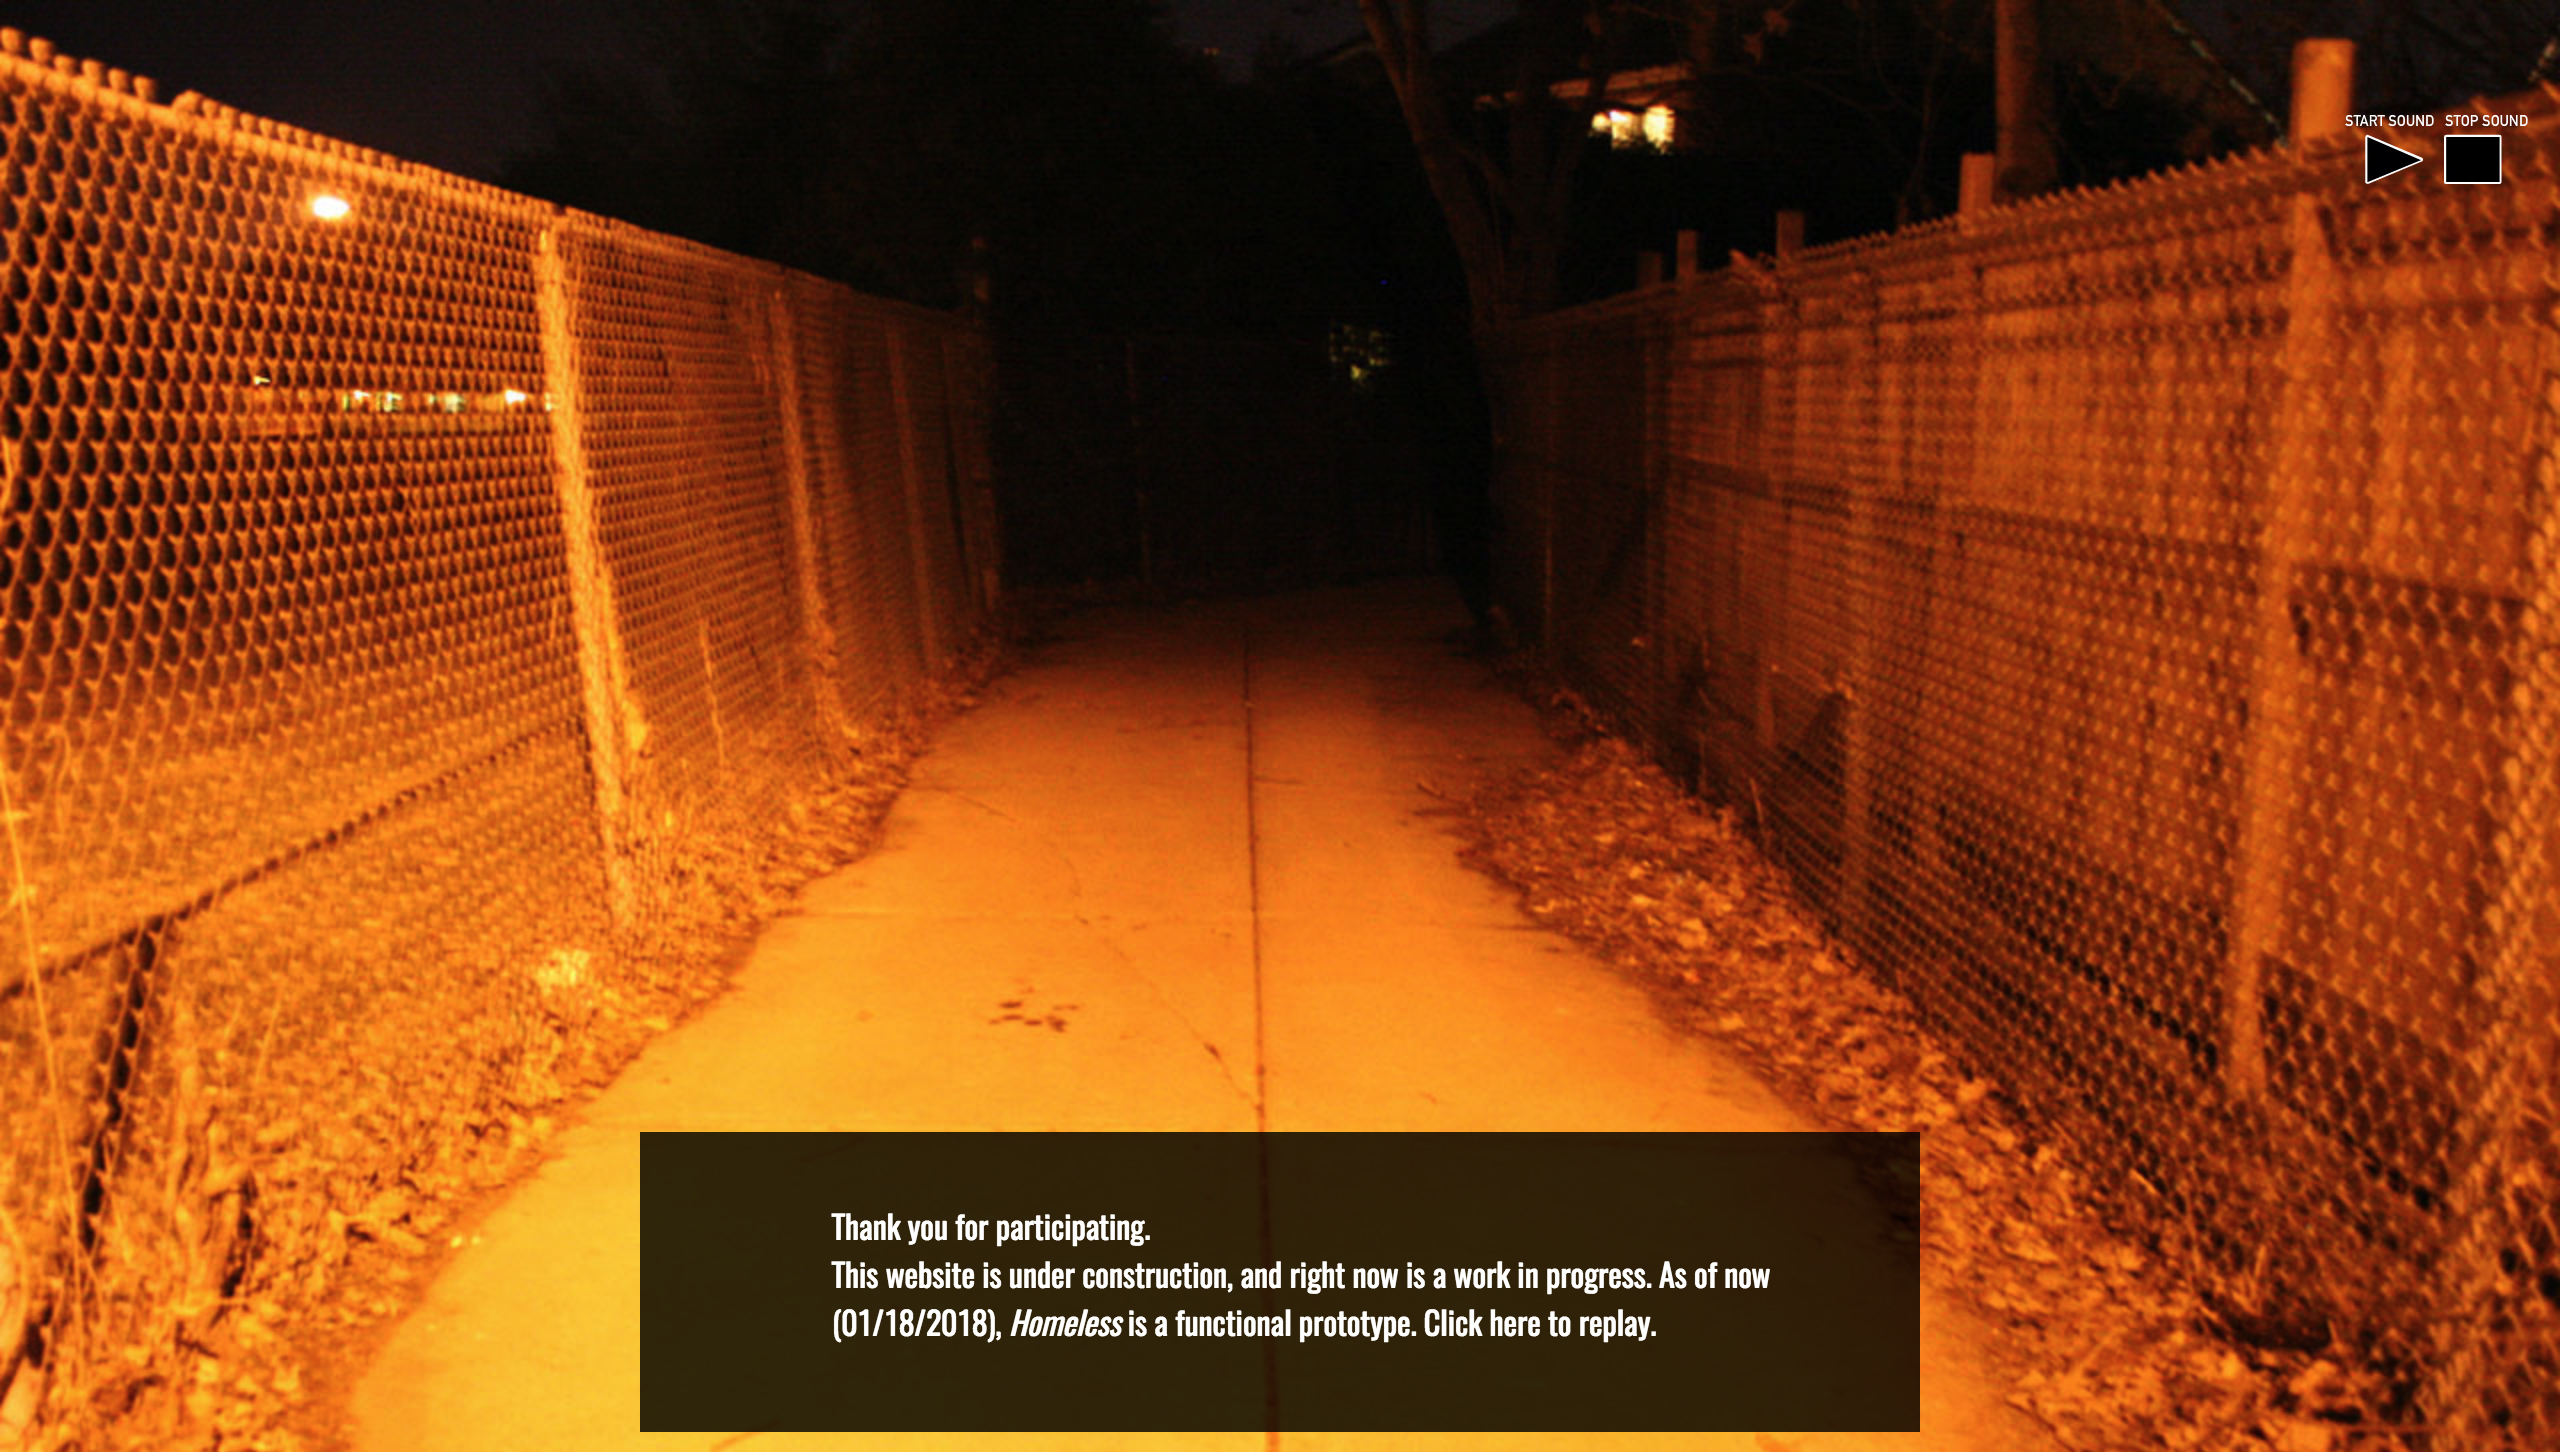 START SOUND STOP SOUND
Thank you for participating.
This website is under construction, and right now is a work in progress. As of now
(01/18/2018), Homeless is a functional prototype. Click here to replay.